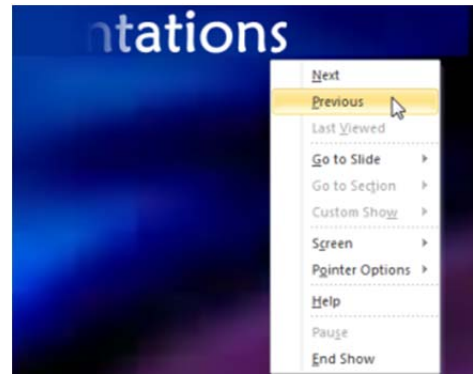 ntations
Next
Previous
Last Viewed
Go to Slide
Go to Section
Custom Show
Screen
Pointer Options
Help
Pause
End Show